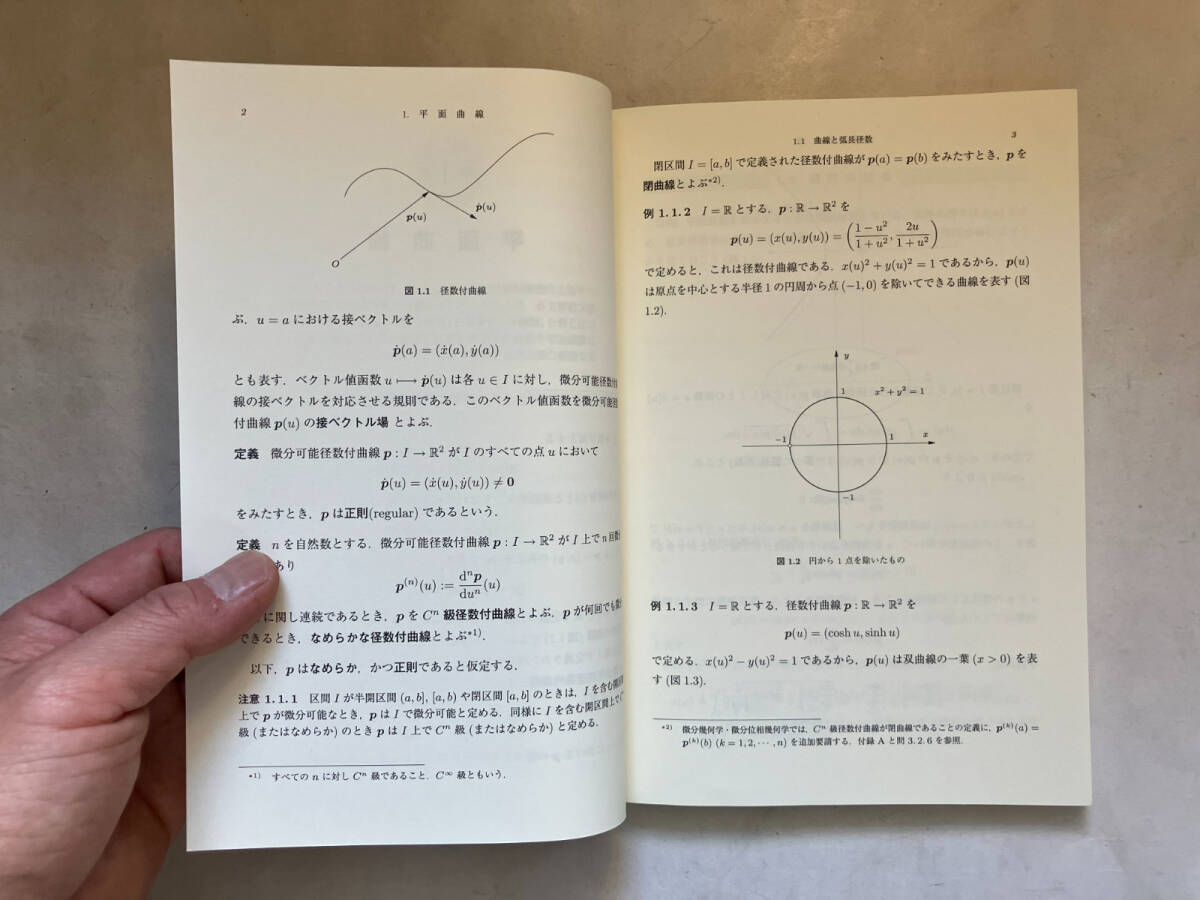 2
1. 平面曲線
p(u)
ṗ(u)
O
図 1.1 径数付曲線
ぶ．u = a における接ベクトルを
ṗ(a) = (ẋ(a), ẏ(a))
とも表す．ベクトル値函数 u ⟼ ṗ(u) は各 u ∈ I に対し，微分可能径数付
線の接ベクトルを対応させる規則である．このベクトル値函数を微分可能径
付曲線 p(u) の接ベクトル場 とよぶ．
定義 微分可能径数付曲線 p : I → ℝ² が I のすべての点 u において
ṗ(u) = (ẋ(u), ẏ(u)) ≠ 0
をみたすとき，p は正則(regular) であるという．
定義 n を自然数とする．微分可能径数付曲線 p : I → ℝ² が I 上で n 回数分
あり
p⁽ⁿ⁾(u) := dⁿp/duⁿ (u)
に関し連続であるとき，p を Cⁿ 級径数付曲線とよぶ．p が何回でも微
できるとき，なめらかな径数付曲線とよぶ*1)．
以下，p はなめらか，かつ正則であると仮定する．
注意 1.1.1 区間 I が半開区間 (a, b], [a, b) や閉区間 [a, b] のときは，I を含む開区
上で p が微分可能なとき，p は I で微分可能と定める．同様に I を含む開区間上で C
級 (またはなめらか) のとき p は I 上で Cⁿ 級 (またはなめらか) と定める．
*1) すべての n に対し Cⁿ 級であること．C^∞ 級ともいう．
1.1 曲線と弧長径数
3
閉区間 I = [a, b] で定義された径数付曲線が p(a) = p(b) をみたすとき，p を
閉曲線とよぶ*2)．
例 1.1.2 I = ℝ とする．p : ℝ → ℝ² を
p(u) = (x(u), y(u)) = ( (1 − u²)/(1 + u²), 2u/(1 + u²) )
で定めると，これは径数付曲線である．x(u)² + y(u)² = 1 であるから，p(u)
は原点を中心とする半径 1 の円周から点 (−1, 0) を除いてできる曲線を表す (図
1.2)．
y
1
x² + y² = 1
−1
1
x
−1
図 1.2 円から 1 点を除いたもの
例 1.1.3 I = ℝ とする．径数付曲線 p : ℝ → ℝ² を
p(u) = (cosh u, sinh u)
で定める．x(u)² − y(u)² = 1 であるから，p(u) は双曲線の一葉 (x > 0) を表
す (図 1.3)．
*2) 微分幾何学・微分位相幾何学では，Cⁿ 級径数付曲線が閉曲線であることの定義に，p⁽ᵏ⁾(a) =
p⁽ᵏ⁾(b) (k = 1, 2, ⋯, n) を追加要請する．付録 A と問 3.2.6 を参照．